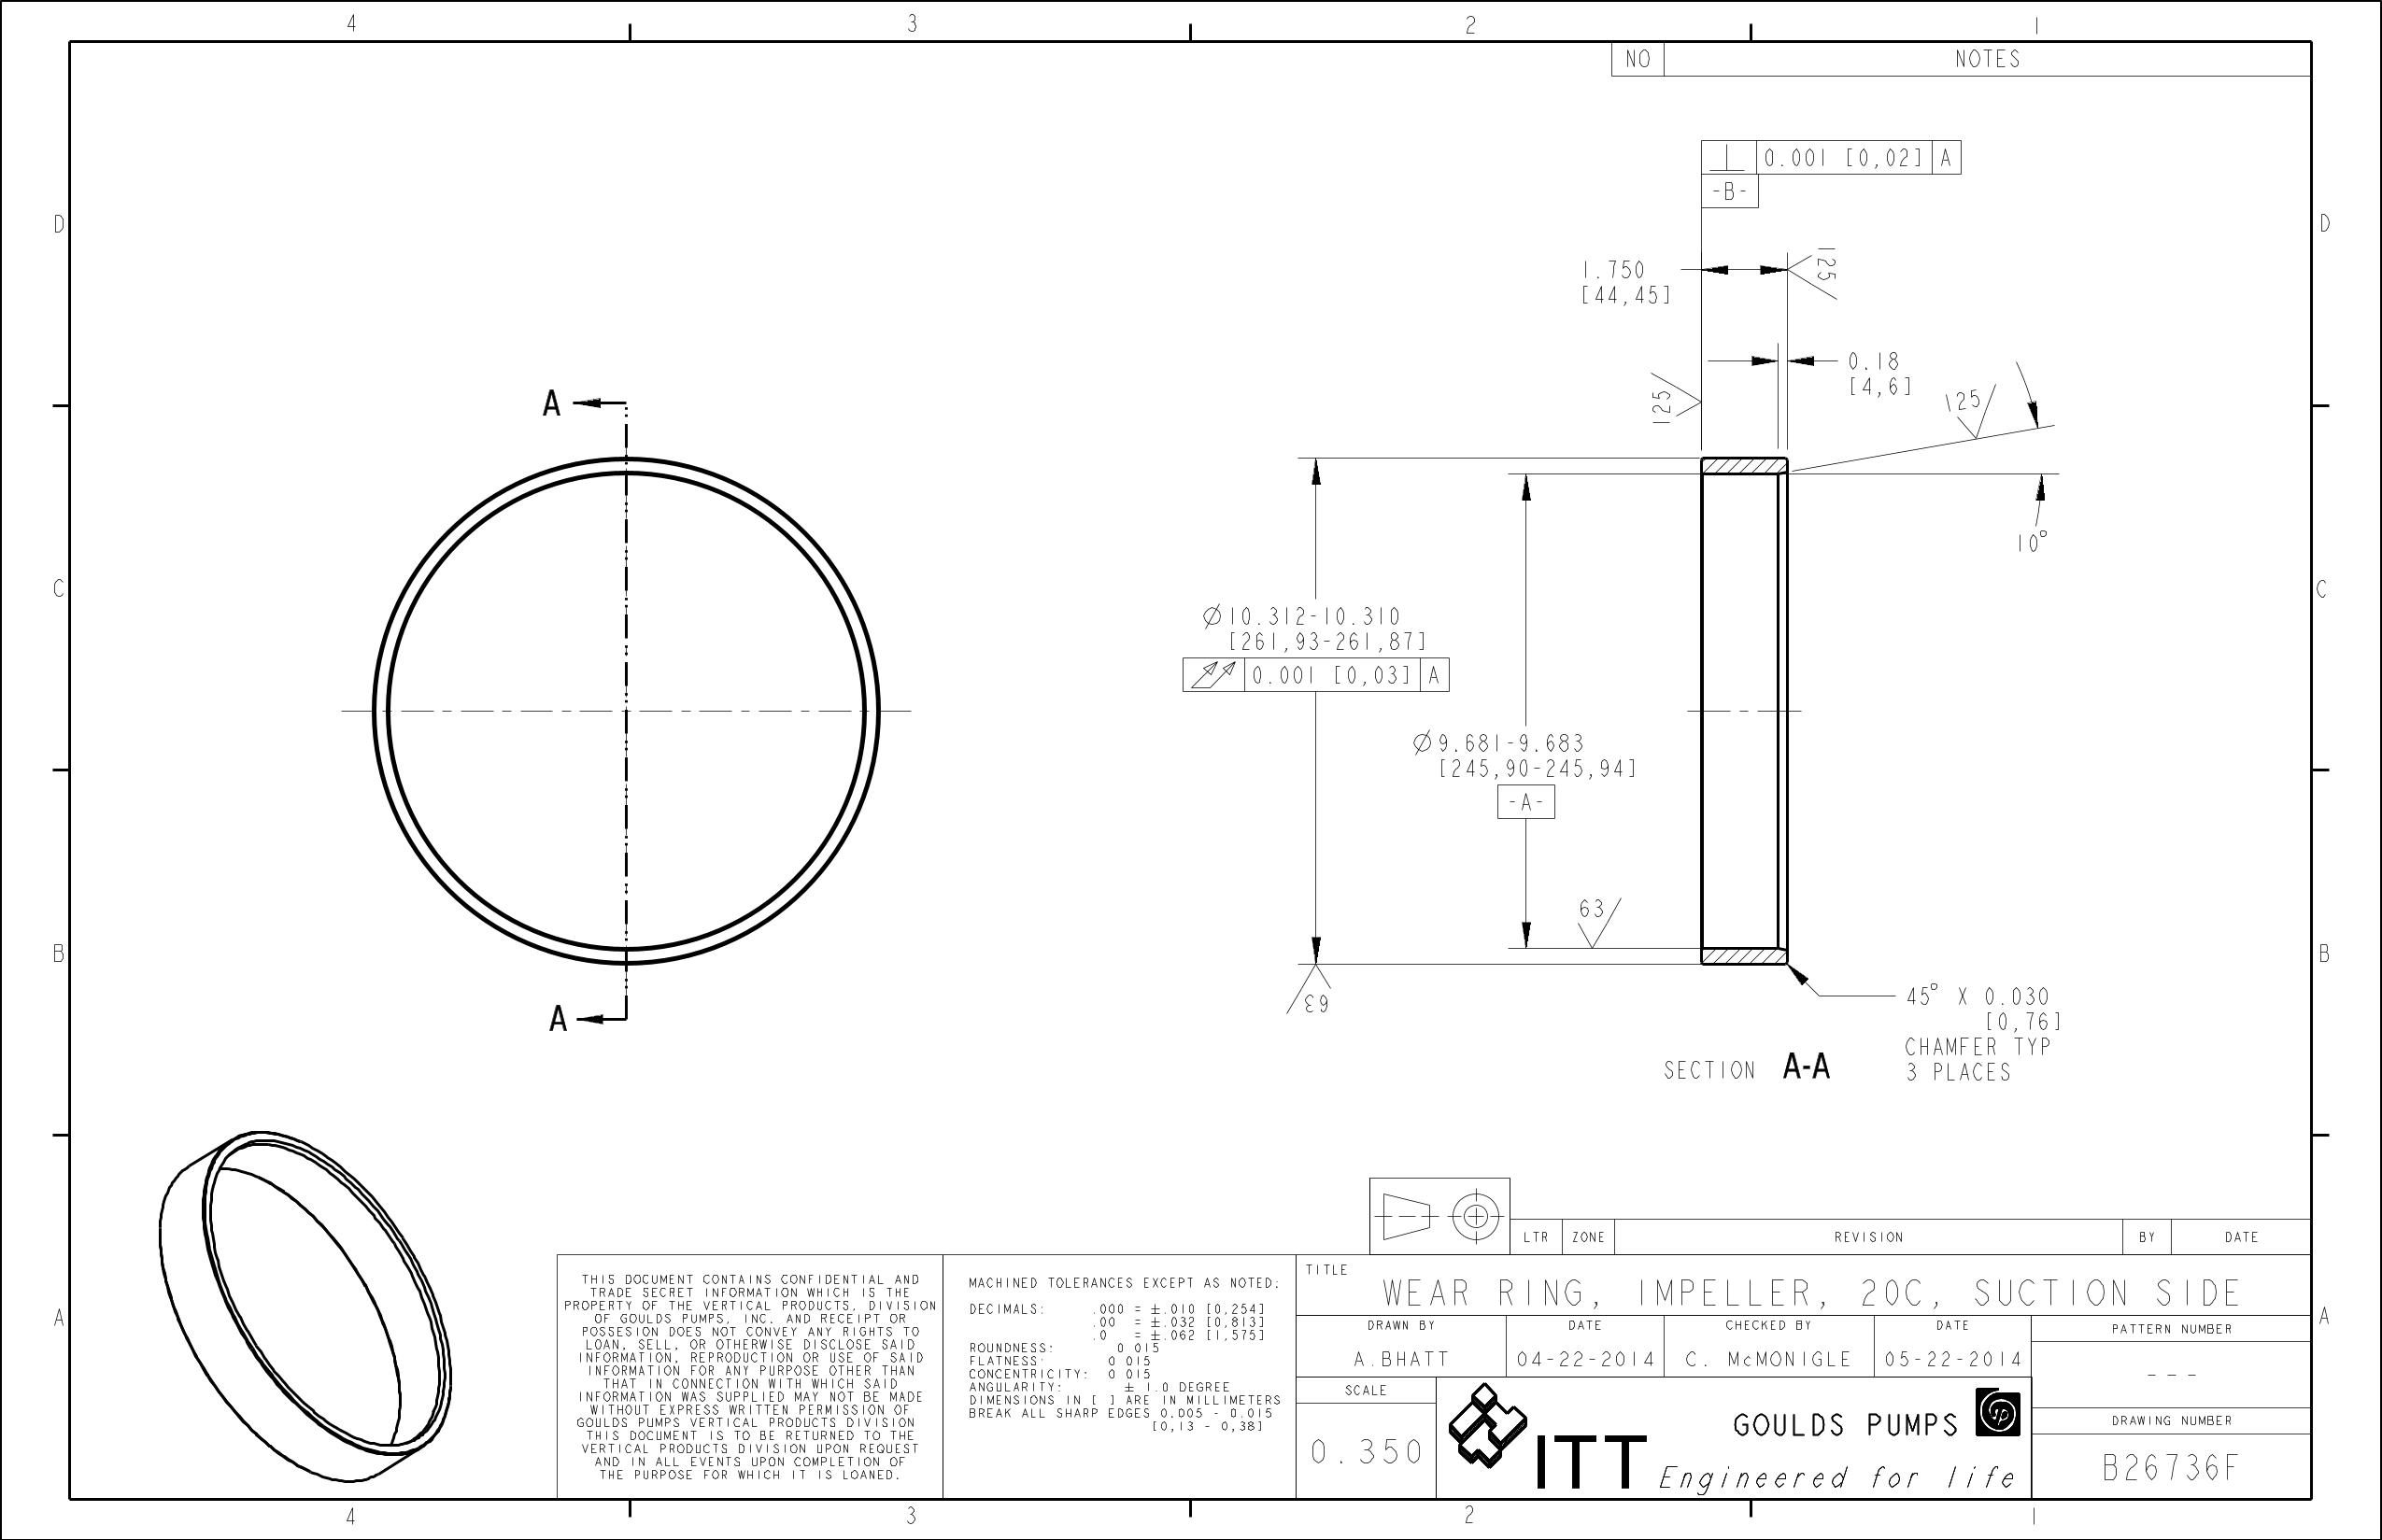 4 3 2 1
NO NOTES
⊥ 0.001 [0,02] A
-B-
D D
1.750
[44,45]
125
0.18
[4,6]
125
125
A
10°
C C
Ø10.312-10.310
[261,93-261,87]
0.001 [0,03] A
Ø9.681-9.683
[245,90-245,94]
-A-
63
B B
63
A
45° X 0.030
[0,76]
CHAMFER TYP
3 PLACES
SECTION A-A
LTR ZONE REVISION BY DATE
A A
THIS DOCUMENT CONTAINS CONFIDENTIAL AND
TRADE SECRET INFORMATION WHICH IS THE
PROPERTY OF THE VERTICAL PRODUCTS, DIVISION
OF GOULDS PUMPS, INC. AND RECEIPT OR
POSSESION DOES NOT CONVEY ANY RIGHTS TO
LOAN, SELL, OR OTHERWISE DISCLOSE SAID
INFORMATION, REPRODUCTION OR USE OF SAID
INFORMATION FOR ANY PURPOSE OTHER THAN
THAT IN CONNECTION WITH WHICH SAID
INFORMATION WAS SUPPLIED MAY NOT BE MADE
WITHOUT EXPRESS WRITTEN PERMISSION OF
GOULDS PUMPS VERTICAL PRODUCTS DIVISION
THIS DOCUMENT IS TO BE RETURNED TO THE
VERTICAL PRODUCTS DIVISION UPON REQUEST
AND IN ALL EVENTS UPON COMPLETION OF
THE PURPOSE FOR WHICH IT IS LOANED.
MACHINED TOLERANCES EXCEPT AS NOTED:
DECIMALS: .000 = ±.010 [0,254]
.00 = ±.032 [0,813]
.0 = ±.062 [1,575]
ROUNDNESS: 0.015
FLATNESS: 0.015
CONCENTRICITY: 0.015
ANGULARITY: ± 1.0 DEGREE
DIMENSIONS IN [ ] ARE IN MILLIMETERS
BREAK ALL SHARP EDGES 0.005 - 0.015
[0,13 - 0,38]
TITLE
WEAR RING, IMPELLER, 20C, SUCTION SIDE
DRAWN BY DATE CHECKED BY DATE PATTERN NUMBER
A.BHATT 04-22-2014 C. McMONIGLE 05-22-2014 ---
SCALE
0.350
ITT
GOULDS PUMPS gp
Engineered for life
DRAWING NUMBER
B26736F
4 3 2 1